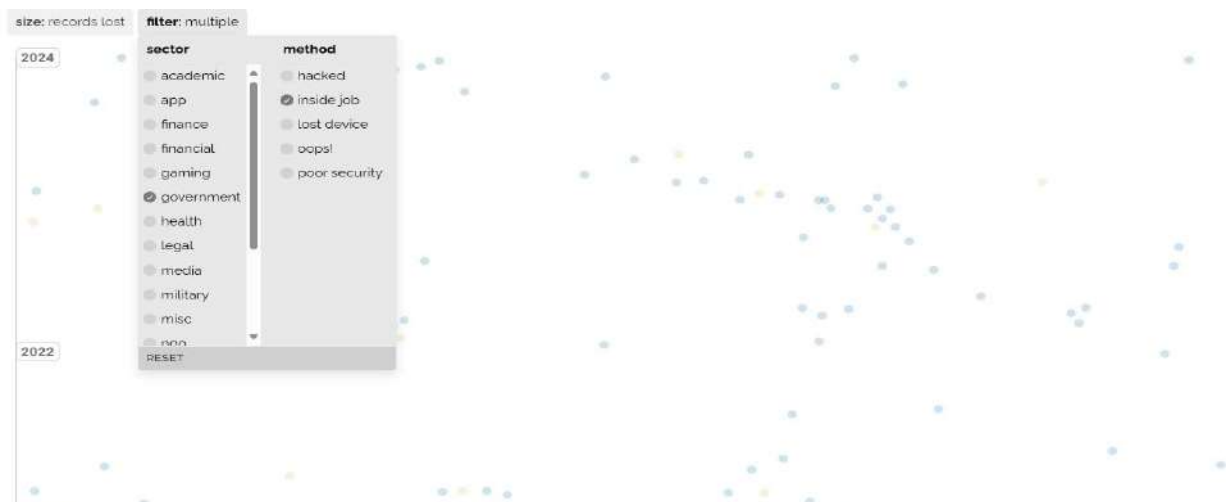 size: records lost
filter: multiple
2024
sector
academic
app
finance
financial
gaming
government
health
legal
media
military
misc
method
hacked
inside job
lost device
oops!
poor security
2022
RESET